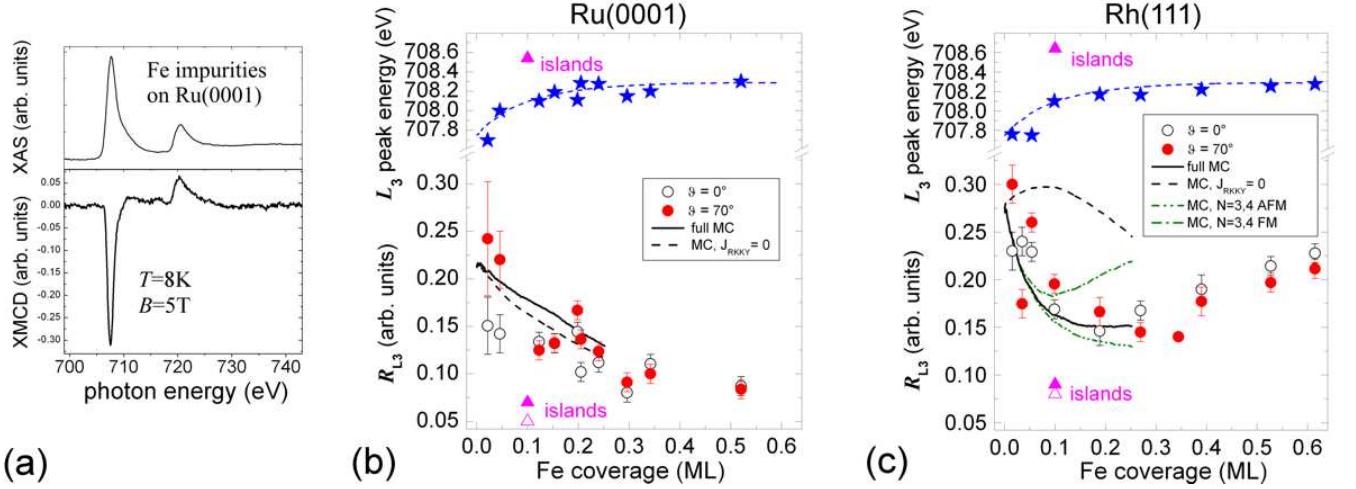 Fe impurities
on Ru(0001)
XAS (arb. units)
0.05
0.00
-0.05
-0.10
-0.15
-0.20
-0.25
-0.30
XMCD (arb. units)
T=8K
B=5T
700 710 720 730 740
photon energy (eV)
(a)
Ru(0001)
L3 peak energy (eV)
708.6
708.4
708.2
708.0
707.8
islands
ϑ = 0°
ϑ = 70°
full MC
MC, JRKKY= 0
0.30
0.25
0.20
0.15
0.10
0.05
RL3 (arb. units)
islands
0.0 0.1 0.2 0.3 0.4 0.5 0.6
Fe coverage (ML)
(b)
Rh(111)
L3 peak energy (eV)
708.6
708.4
708.2
708.0
707.8
islands
ϑ = 0°
ϑ = 70°
full MC
MC, JRKKY= 0
MC, N=3,4 AFM
MC, N=3,4 FM
0.30
0.25
0.20
0.15
0.10
0.05
RL3 (arb. units)
islands
0.0 0.1 0.2 0.3 0.4 0.5 0.6
Fe coverage (ML)
(c)